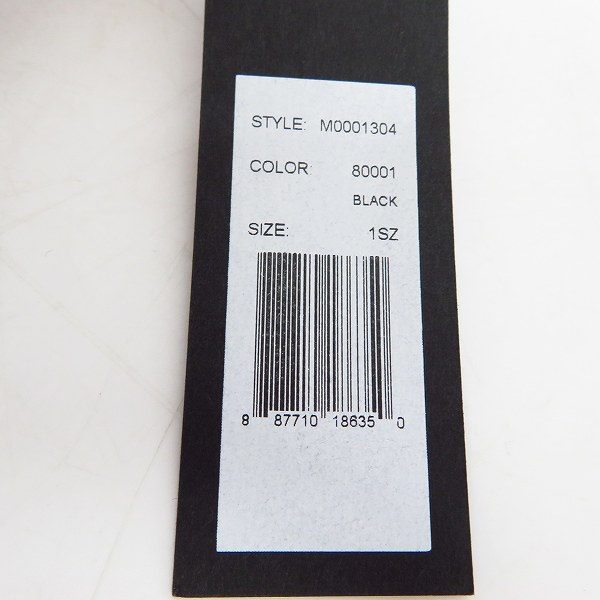 STYLE: M0001304
COLOR: 80001
BLACK
SIZE: 1SZ
8 87710 18635 0